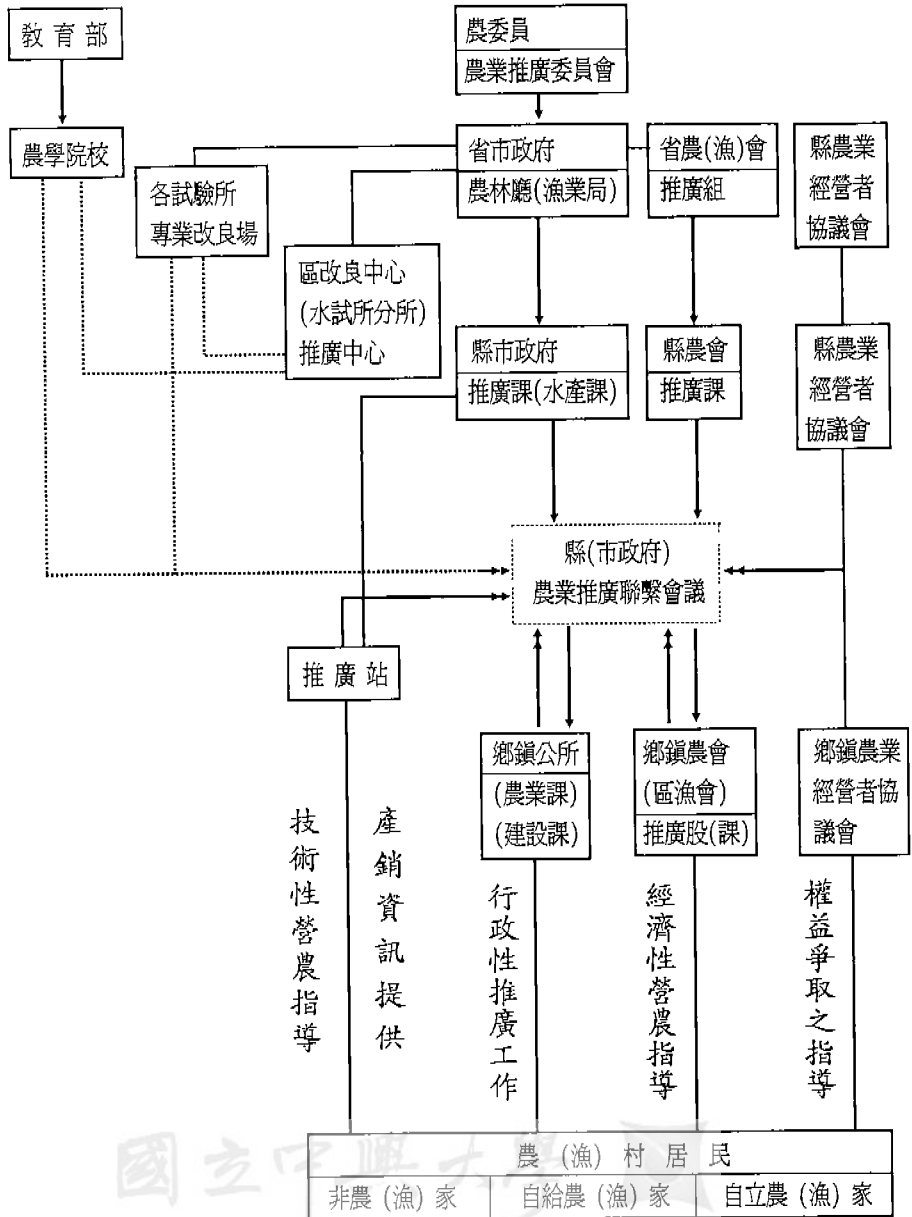 教育部
農委員
農業推廣委員會
農學院校
各試驗所
專業改良場
省市政府
農林廳(漁業局)
省農(漁)會
推廣組
縣農業
經營者
協議會
區改良中心
(水試所分所)
推廣中心
縣市政府
推廣課(水產課)
縣農會
推廣課
縣農業
經營者
協議會
縣(市政府)
農業推廣聯繫會議
推廣站
鄉鎮公所
(農業課)
(建設課)
鄉鎮農會
(區漁會)
推廣股(課)
鄉鎮農業
經營者協
議會
技術性營農指導
產銷資訊提供
行政性推廣工作
經濟性營農指導
權益爭取之指導
農(漁)村居民
非農(漁)家
自給農(漁)家
自立農(漁)家
國立中興大學